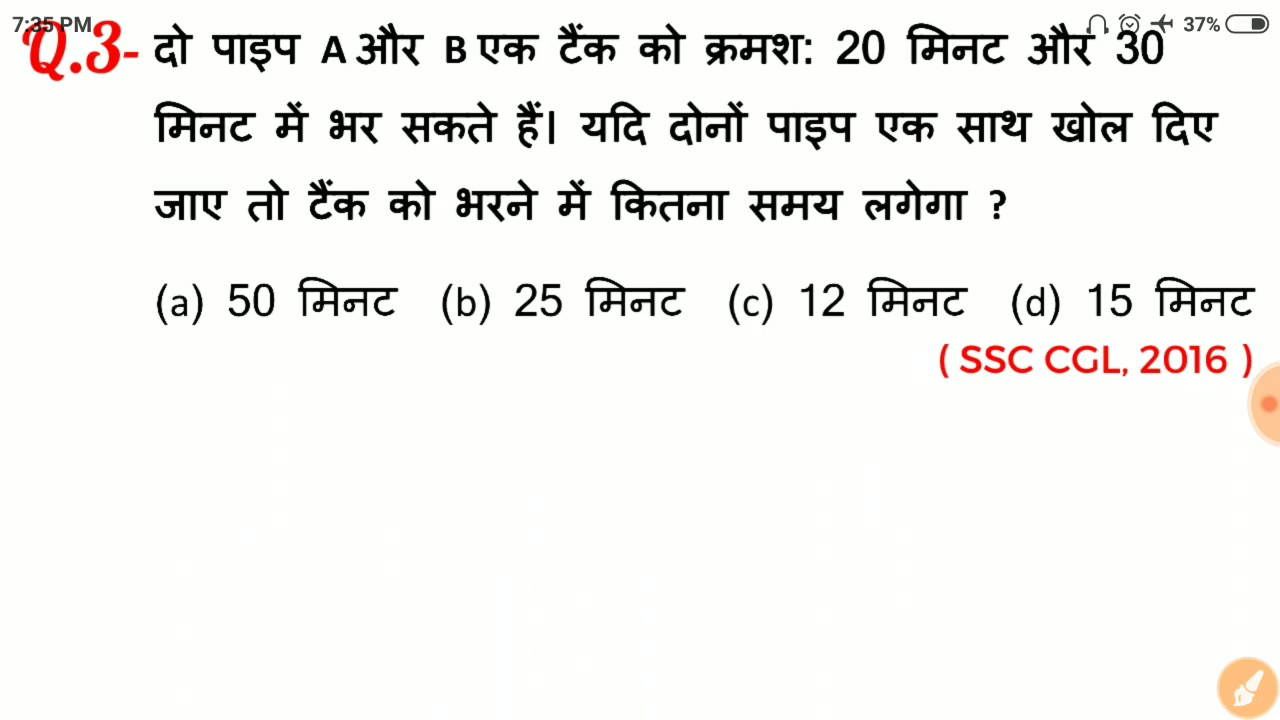 7:35 PM 37%
Q.3- दो पाइप A और B एक टैंक को क्रमश: 20 मिनट और 30
मिनट में भर सकते हैं। यदि दोनों पाइप एक साथ खोल दिए
जाए तो टैंक को भरने में कितना समय लगेगा ?
(a) 50 मिनट (b) 25 मिनट (c) 12 मिनट (d) 15 मिनट
( SSC CGL, 2016 )